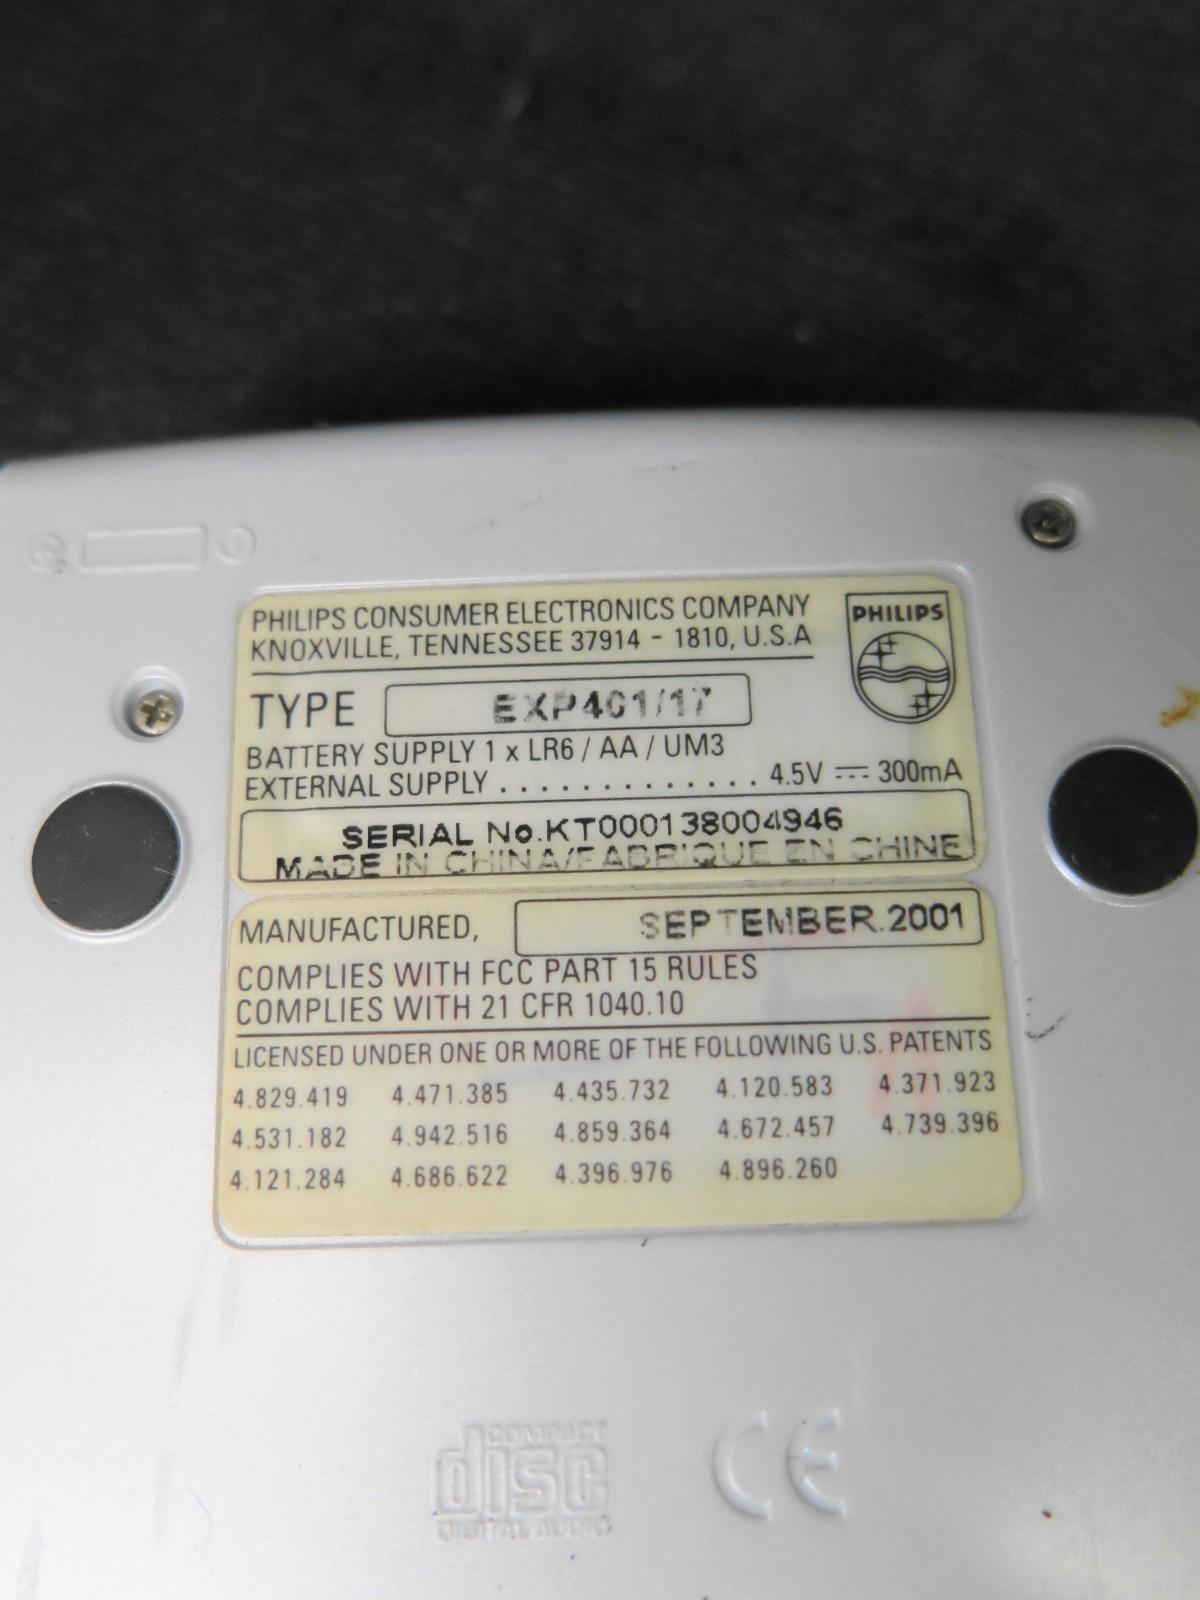 PHILIPS CONSUMER ELECTRONICS COMPANY
KNOXVILLE, TENNESSEE 37914 - 1810, U.S.A
PHILIPS
TYPE EXP401/17
BATTERY SUPPLY 1 x LR6 / AA / UM3
EXTERNAL SUPPLY . . . . . . . . . . . . . 4.5V ⎓ 300mA
SERIAL No.KT000138004946
MADE IN CHINA/FABRIQUE EN CHINE
MANUFACTURED, SEPTEMBER.2001
COMPLIES WITH FCC PART 15 RULES
COMPLIES WITH 21 CFR 1040.10
LICENSED UNDER ONE OR MORE OF THE FOLLOWING U.S. PATENTS
4.829.419 4.471.385 4.435.732 4.120.583 4.371.923
4.531.182 4.942.516 4.859.364 4.672.457 4.739.396
4.121.284 4.686.622 4.396.976 4.896.260
COMPACT
disc
DIGITAL AUDIO
CE